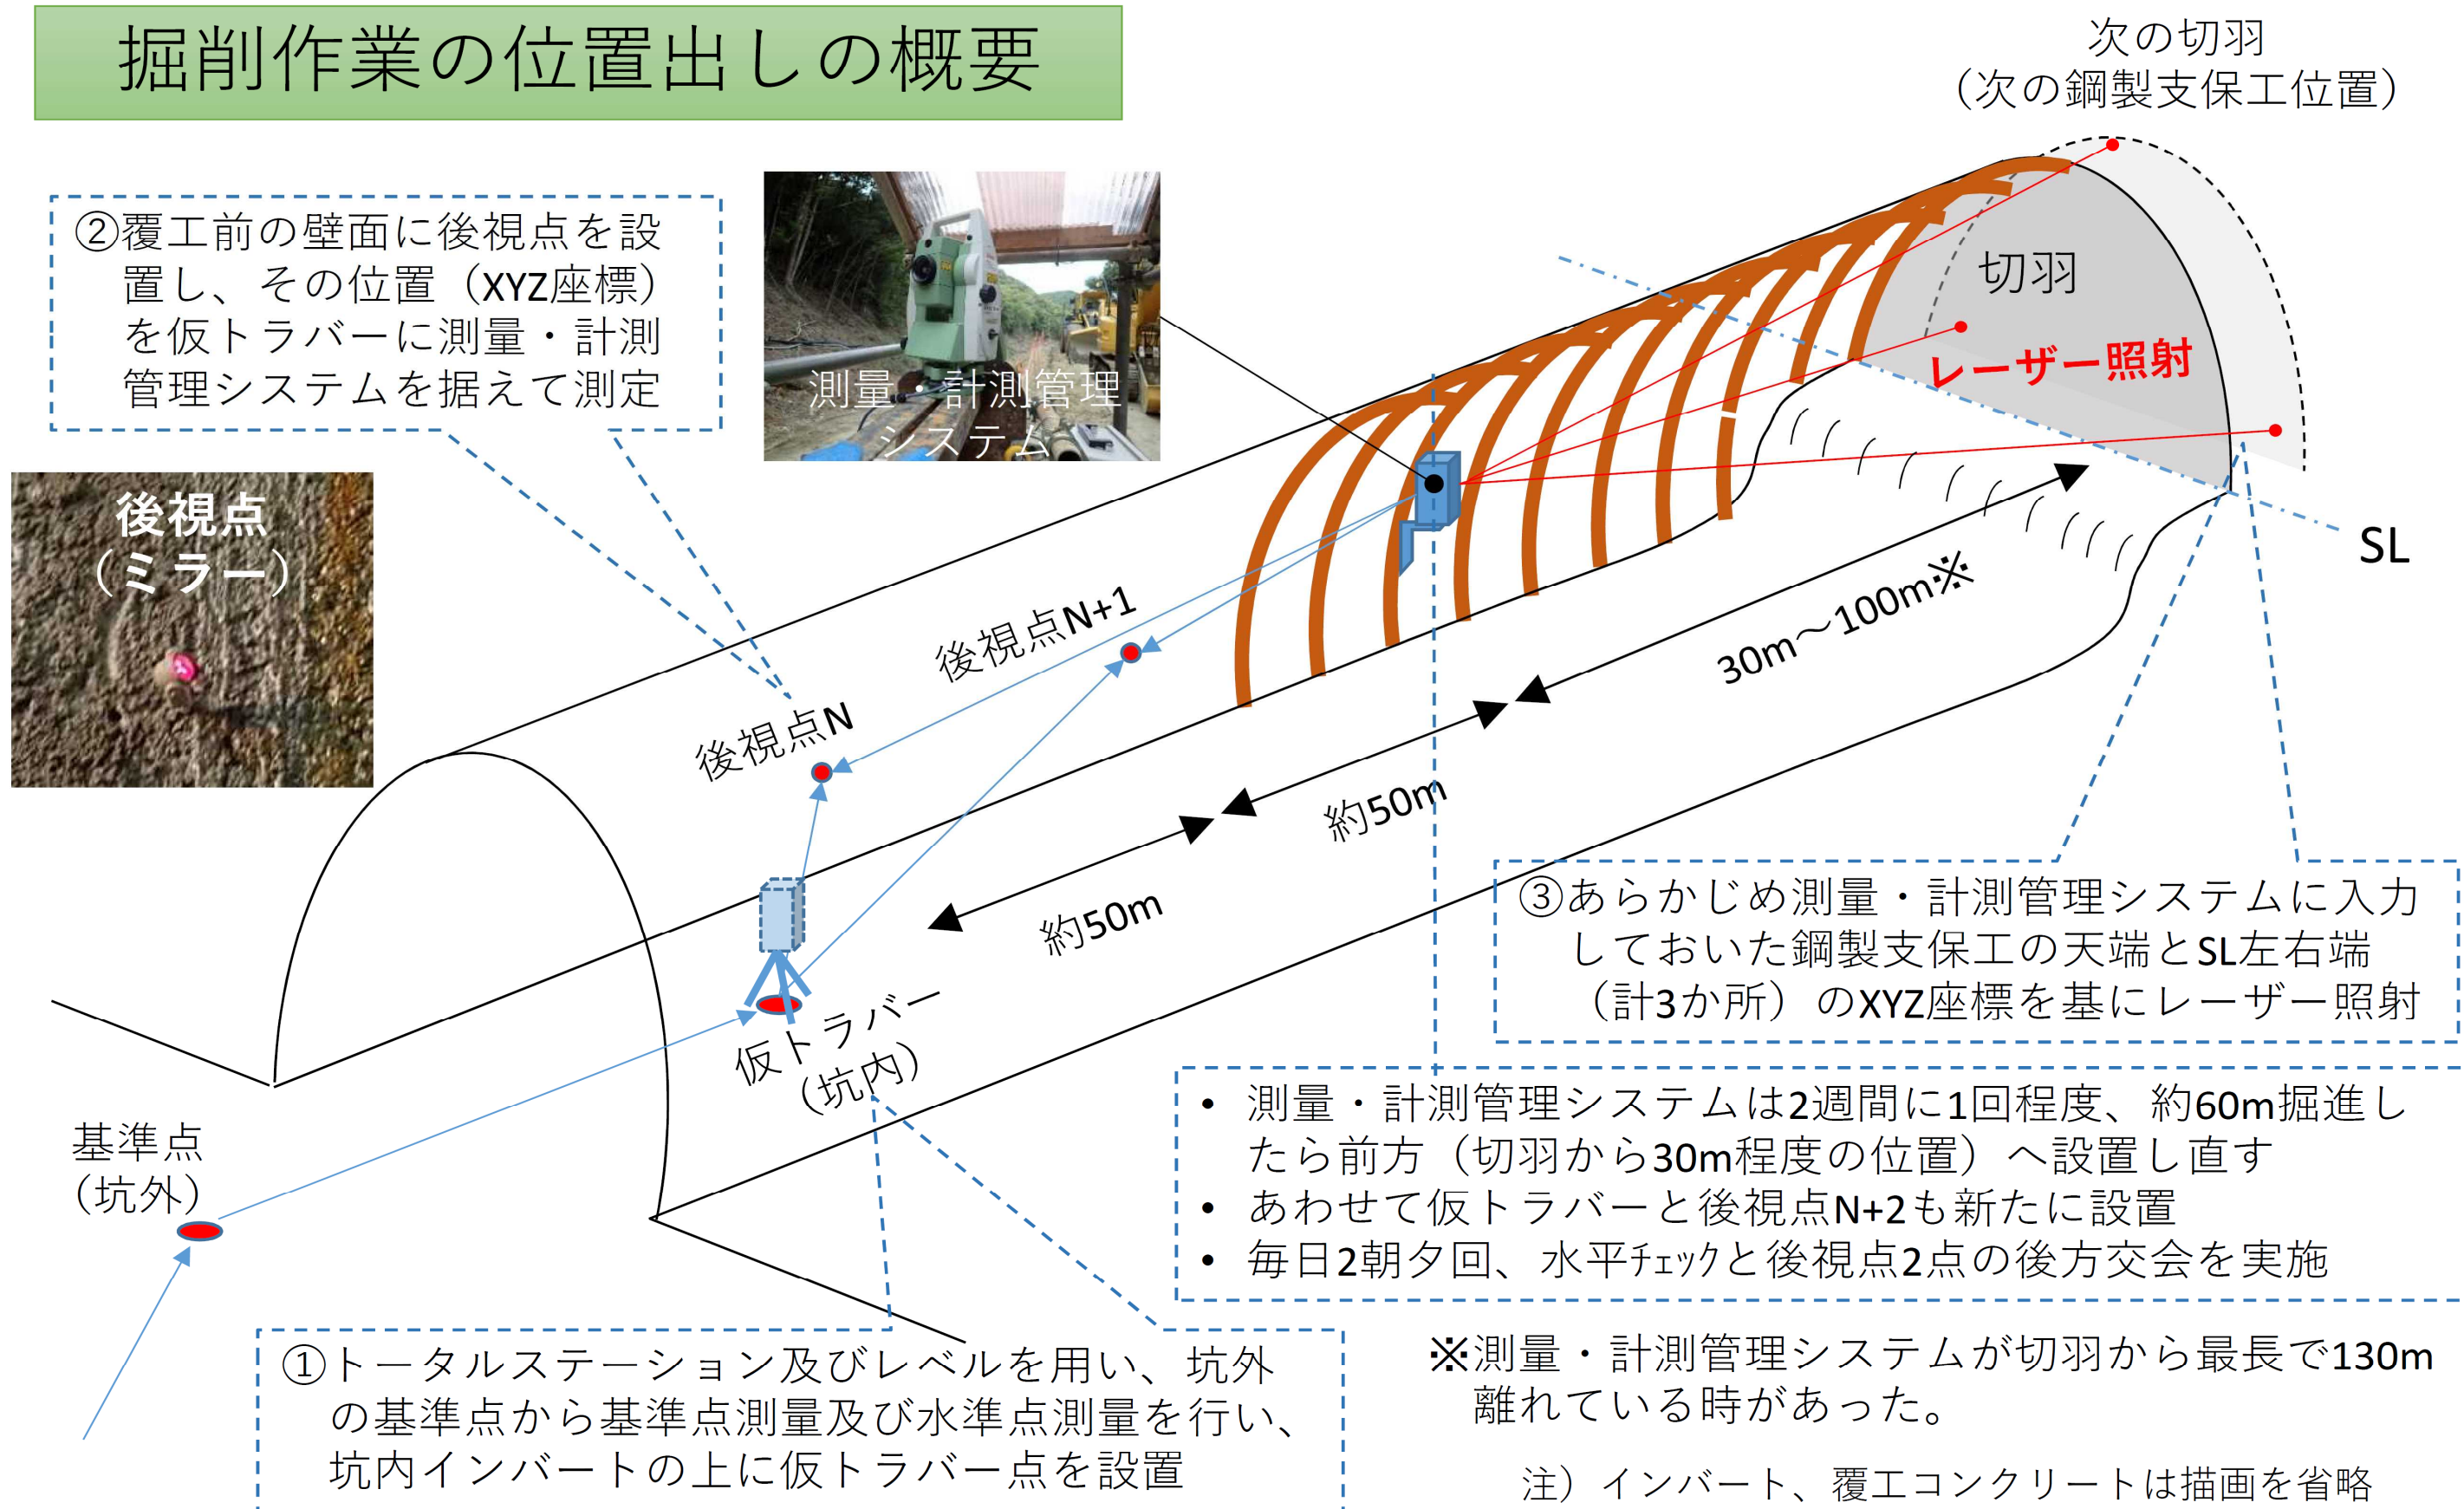 掘削作業の位置出しの概要
次の切羽
（次の鋼製支保工位置）
②覆工前の壁面に後視点を設
置し、その位置（XYZ座標）
を仮トラバーに測量・計測
管理システムを据えて測定
測量・計測管理
システム
切羽
レーザー照射
後視点
（ミラー）
SL
後視点N+1
30m～100m※
後視点N
約50m
約50m
③あらかじめ測量・計測管理システムに入力
しておいた鋼製支保工の天端とSL左右端
（計3か所）のXYZ座標を基にレーザー照射
仮トラバー
（坑内）
基準点
（坑外）
• 測量・計測管理システムは2週間に1回程度、約60m掘進し
たら前方（切羽から30m程度の位置）へ設置し直す
• あわせて仮トラバーと後視点N+2も新たに設置
• 毎日2朝夕回、水平ﾁｪｯｸと後視点2点の後方交会を実施
①トータルステーション及びレベルを用い、坑外
の基準点から基準点測量及び水準点測量を行い、
坑内インバートの上に仮トラバー点を設置
※測量・計測管理システムが切羽から最長で130m
離れている時があった。
注）インバート、覆工コンクリートは描画を省略